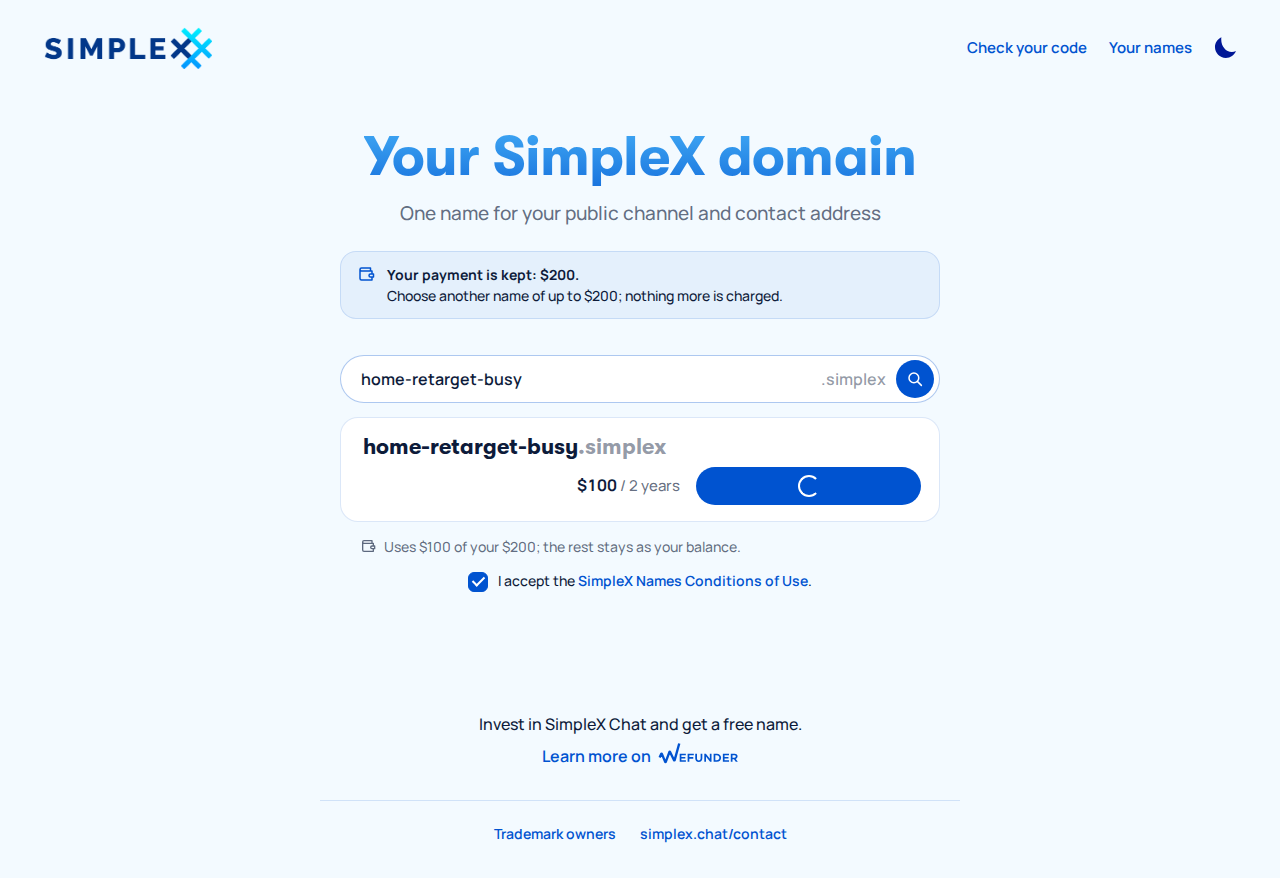 SIMPLEX
Check your code
Your names
Your SimpleX domain
One name for your public channel and contact address
Your payment is kept: $200.
Choose another name of up to $200; nothing more is charged.
home-retarget-busy
.simplex
home-retarget-busy.simplex
$100 / 2 years
Uses $100 of your $200; the rest stays as your balance.
I accept the SimpleX Names Conditions of Use.
Invest in SimpleX Chat and get a free name.
Learn more on WEFUNDER
Trademark owners
simplex.chat/contact